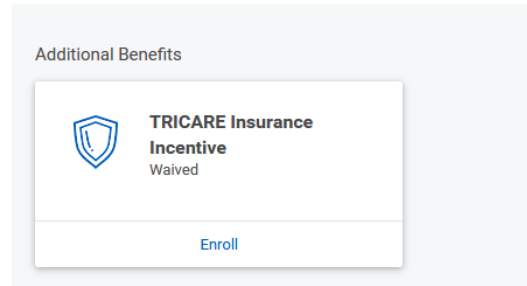 Additional Benefits
TRICARE Insurance
Incentive
Waived
Enroll